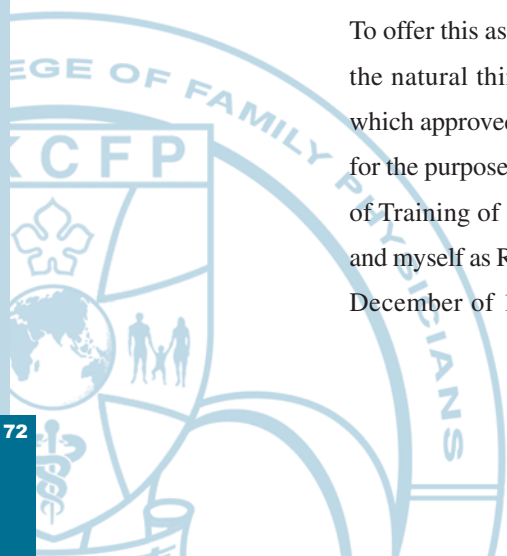 To offer this as
the natural thi
which approved
for the purpose
of Training of
and myself as R
December of 1
EGE OF FAMILY PHYSICIANS
KCFP
72